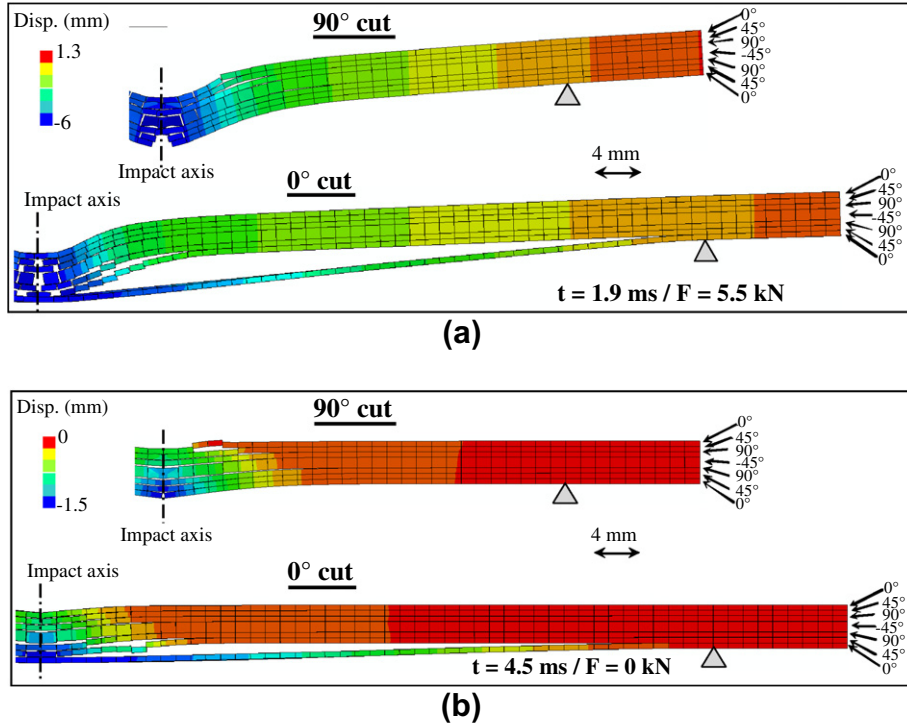 Disp. (mm)
90° cut
1.3
-6
0°
45°
90°
-45°
90°
45°
0°
Impact axis
Impact axis
0° cut
4 mm
0°
45°
90°
-45°
90°
45°
0°
t = 1.9 ms / F = 5.5 kN
(a)
Disp. (mm)
90° cut
0
-1.5
0°
45°
90°
-45°
90°
45°
0°
Impact axis
4 mm
Impact axis
0° cut
0°
45°
90°
-45°
90°
45°
0°
t = 4.5 ms / F = 0 kN
(b)